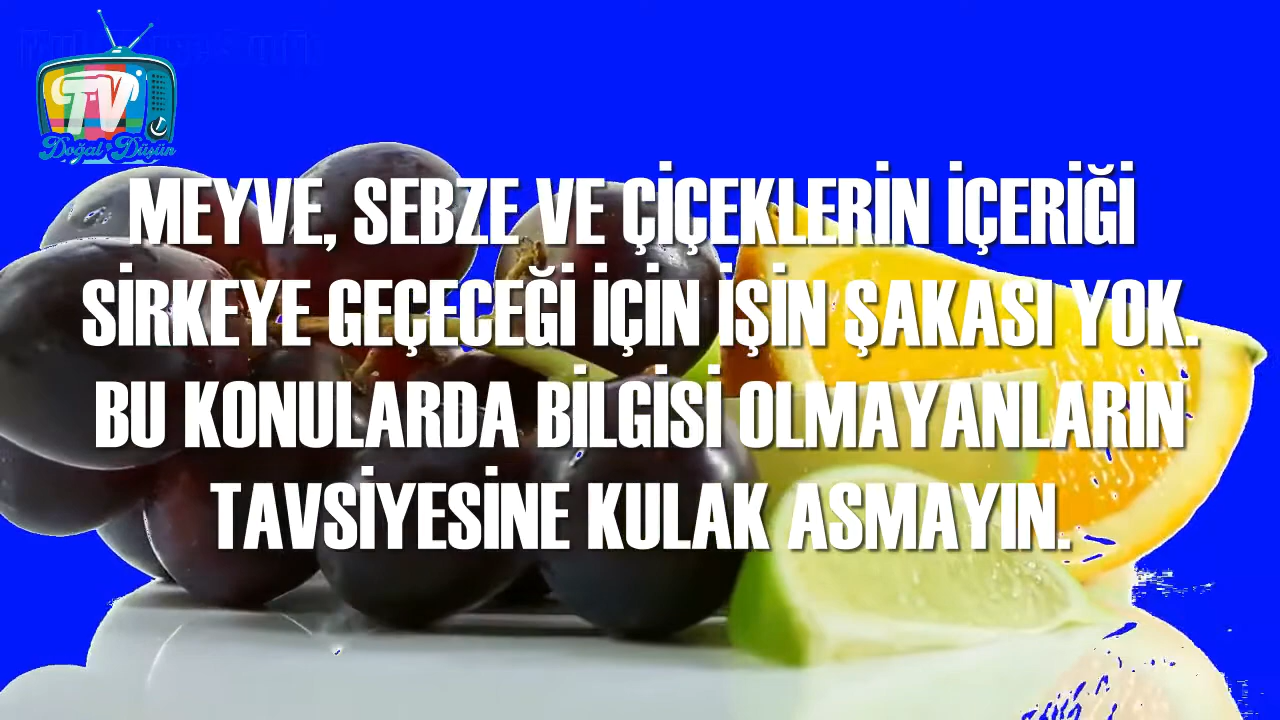 TV
Doğal Düşün
MEYVE, SEBZE VE ÇİÇEKLERİN İÇERİĞİ
SİRKEYE GEÇECEĞİ İÇİN İŞİN ŞAKASI YOK.
BU KONULARDA BİLGİSİ OLMAYANLARIN
TAVSİYESİNE KULAK ASMAYIN.